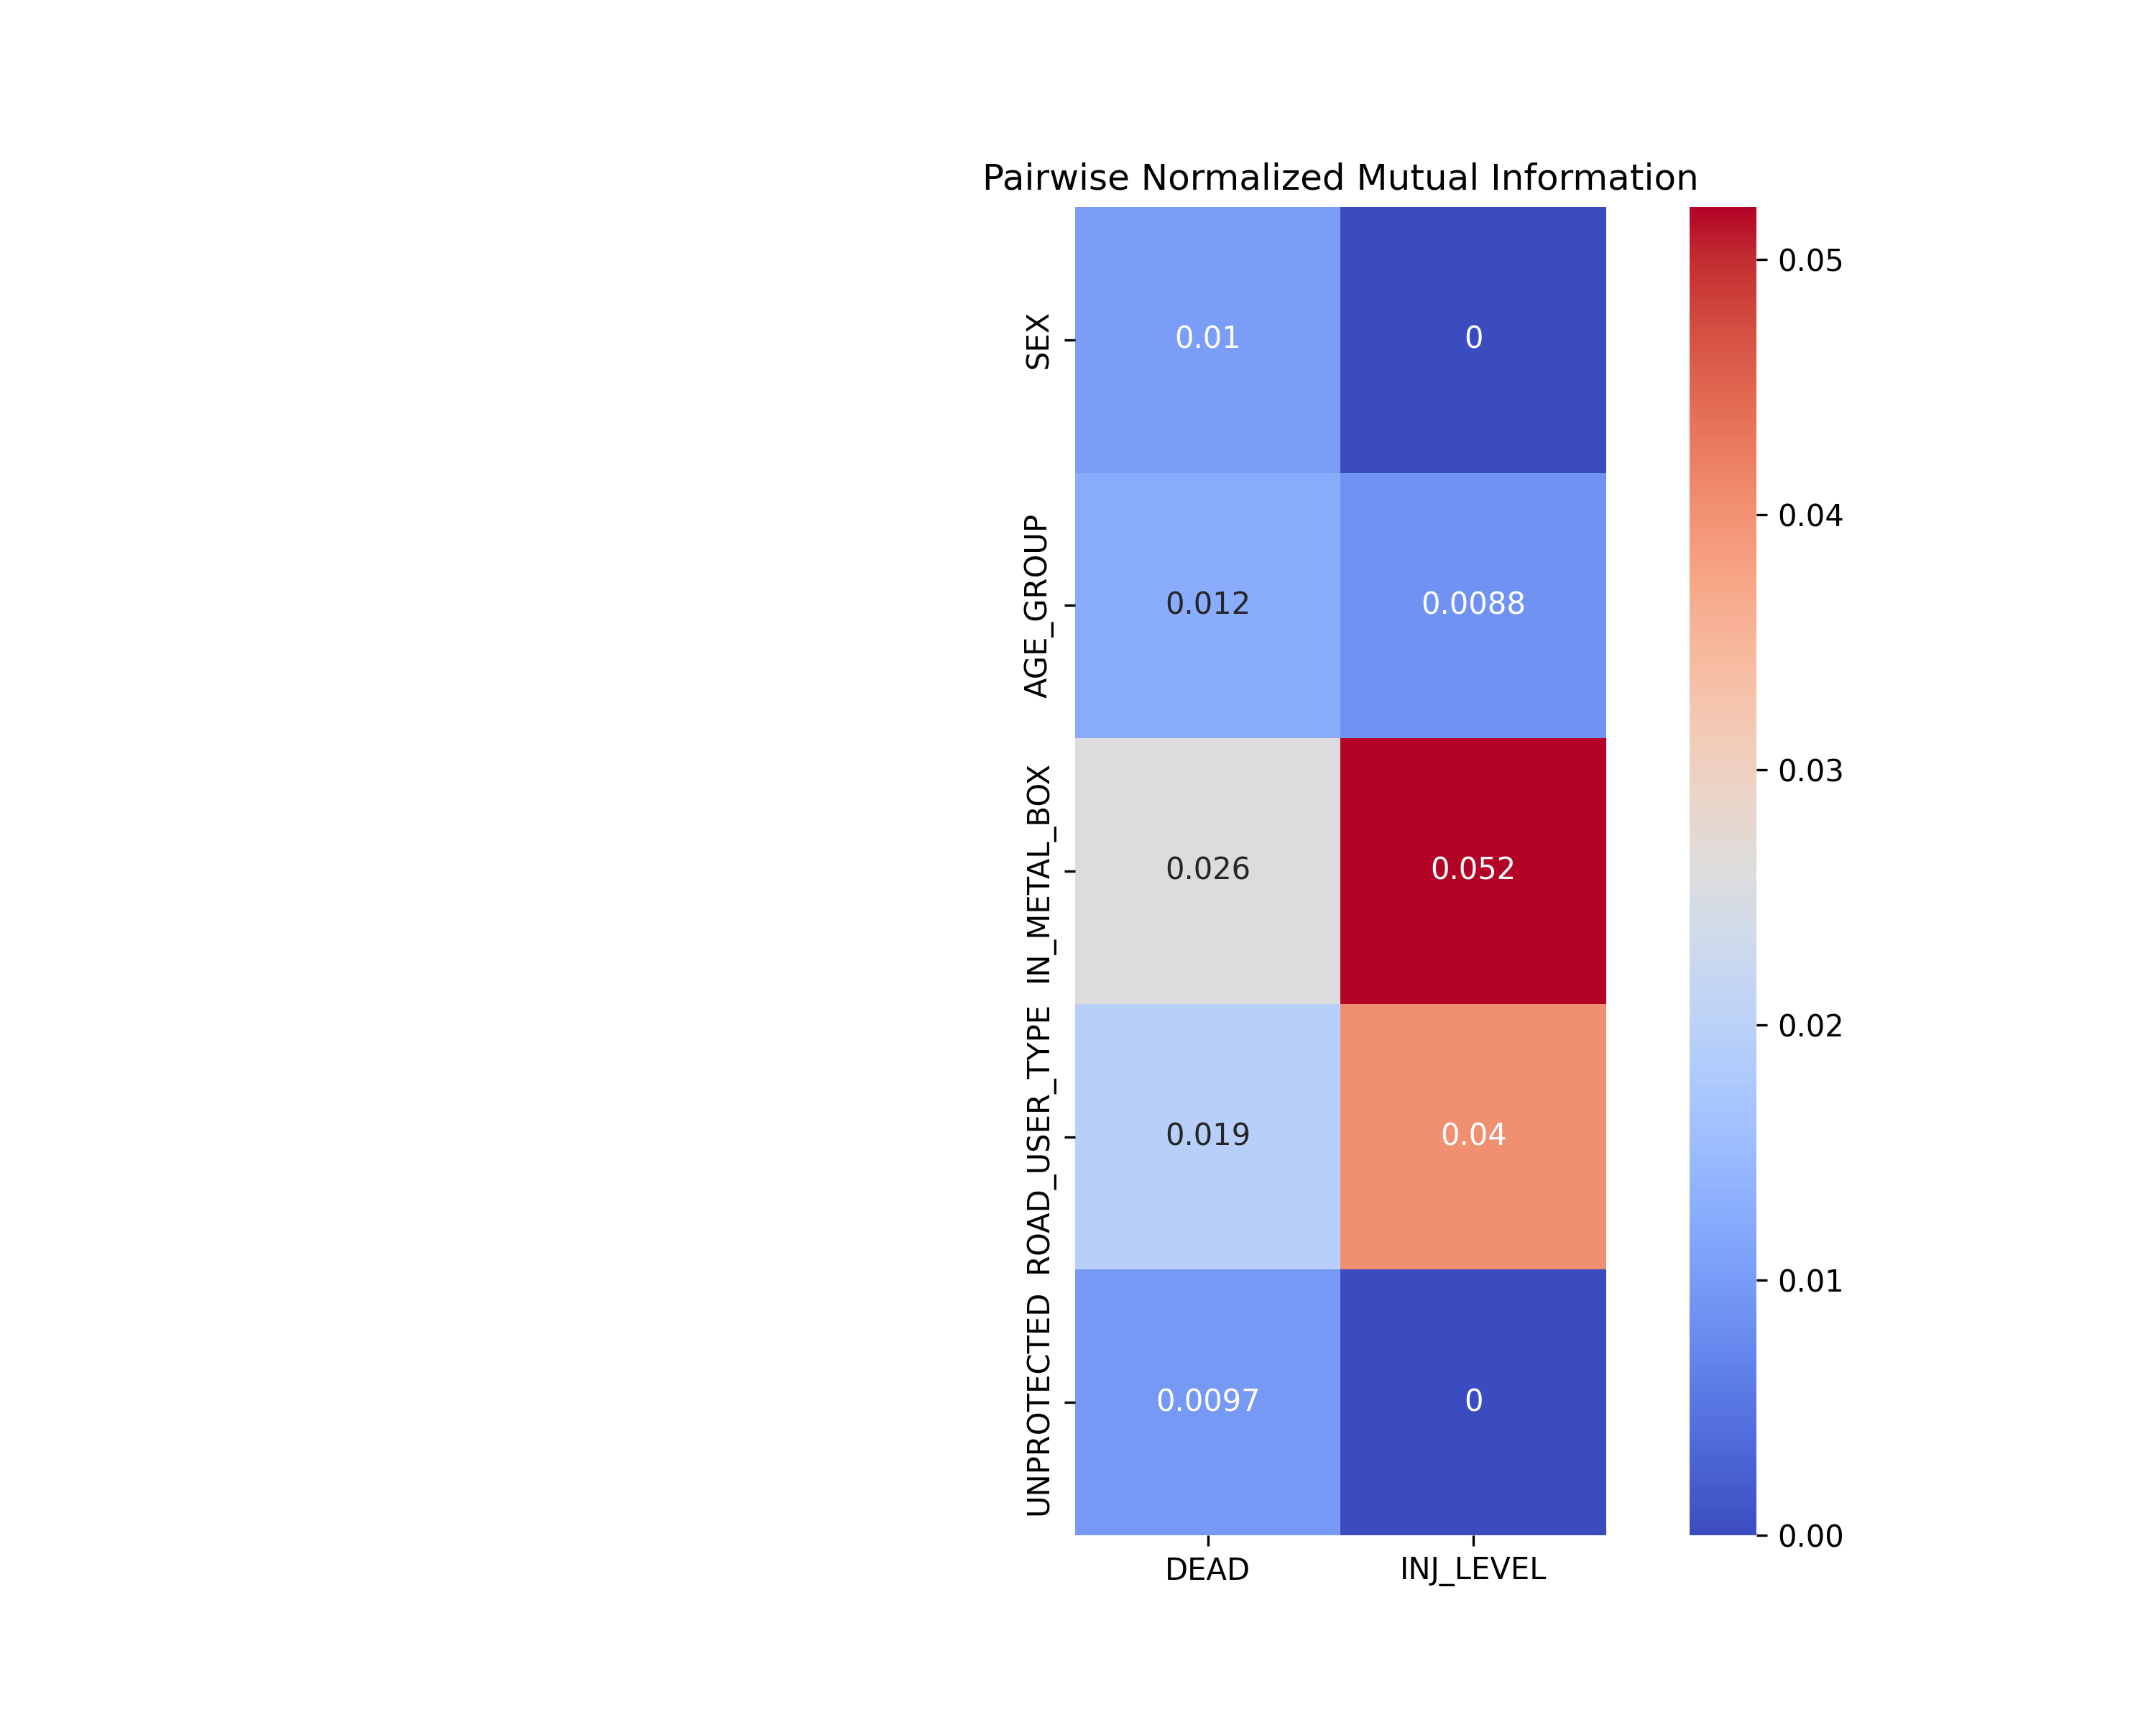 Pairwise Normalized Mutual Information
SEX
0.01
0
AGE_GROUP
0.012
0.0088
IN_METAL_BOX
0.026
0.052
ROAD_USER_TYPE
0.019
0.04
UNPROTECTED
0.0097
0
DEAD
INJ_LEVEL
0.05
0.04
0.03
0.02
0.01
0.00